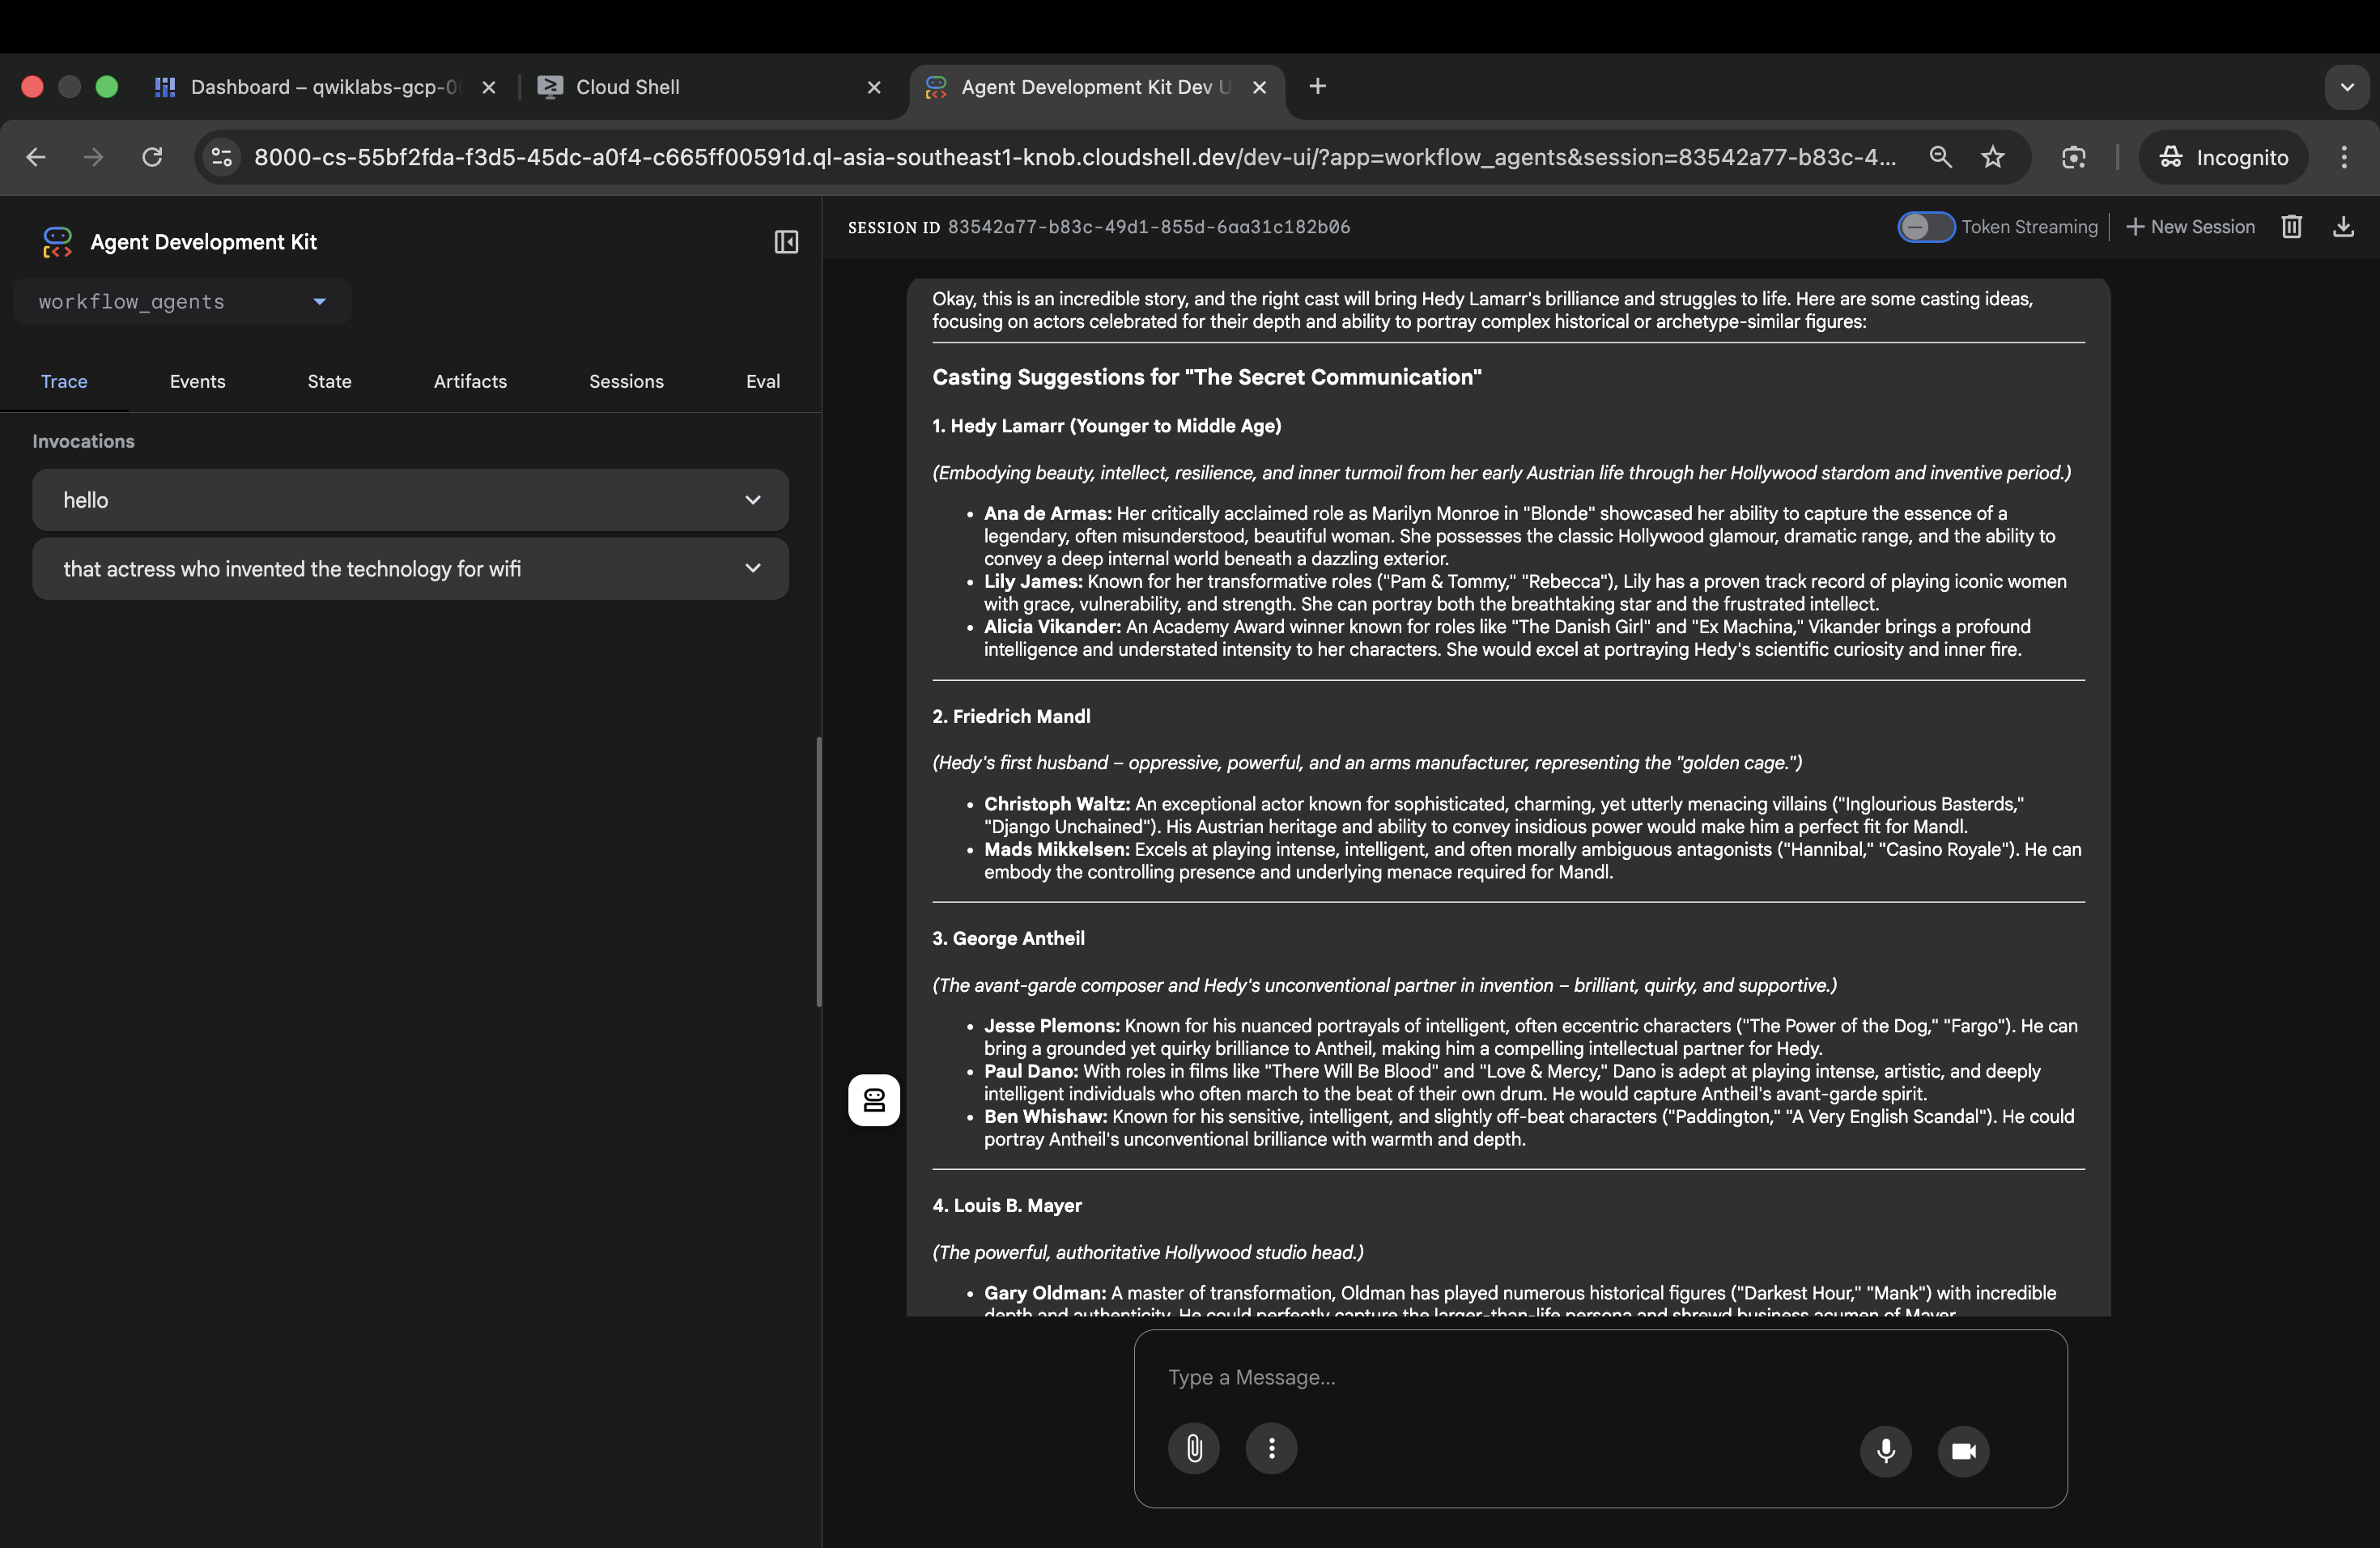 Dashboard – qwiklabs-gcp-0
Cloud Shell
Agent Development Kit Dev U
8000-cs-55bf2fda-f3d5-45dc-a0f4-c665ff00591d.ql-asia-southeast1-knob.cloudshell.dev/dev-ui/?app=workflow_agents&session=83542a77-b83c-4...
Incognito
Agent Development Kit
workflow_agents
Trace Events State Artifacts Sessions Eval
Invocations
hello
that actress who invented the technology for wifi
SESSION ID 83542a77-b83c-49d1-855d-6aa31c182b06
Token Streaming
New Session
Okay, this is an incredible story, and the right cast will bring Hedy Lamarr's brilliance and struggles to life. Here are some casting ideas,
focusing on actors celebrated for their depth and ability to portray complex historical or archetype-similar figures:
Casting Suggestions for "The Secret Communication"
1. Hedy Lamarr (Younger to Middle Age)
(Embodying beauty, intellect, resilience, and inner turmoil from her early Austrian life through her Hollywood stardom and inventive period.)
• Ana de Armas: Her critically acclaimed role as Marilyn Monroe in "Blonde" showcased her ability to capture the essence of a
legendary, often misunderstood, beautiful woman. She possesses the classic Hollywood glamour, dramatic range, and the ability to
convey a deep internal world beneath a dazzling exterior.
• Lily James: Known for her transformative roles ("Pam & Tommy," "Rebecca"), Lily has a proven track record of playing iconic women
with grace, vulnerability, and strength. She can portray both the breathtaking star and the frustrated intellect.
• Alicia Vikander: An Academy Award winner known for roles like "The Danish Girl" and "Ex Machina," Vikander brings a profound
intelligence and understated intensity to her characters. She would excel at portraying Hedy's scientific curiosity and inner fire.
2. Friedrich Mandl
(Hedy's first husband – oppressive, powerful, and an arms manufacturer, representing the "golden cage.")
• Christoph Waltz: An exceptional actor known for sophisticated, charming, yet utterly menacing villains ("Inglourious Basterds,"
"Django Unchained"). His Austrian heritage and ability to convey insidious power would make him a perfect fit for Mandl.
• Mads Mikkelsen: Excels at playing intense, intelligent, and often morally ambiguous antagonists ("Hannibal," "Casino Royale"). He can
embody the controlling presence and underlying menace required for Mandl.
3. George Antheil
(The avant-garde composer and Hedy's unconventional partner in invention – brilliant, quirky, and supportive.)
• Jesse Plemons: Known for his nuanced portrayals of intelligent, often eccentric characters ("The Power of the Dog," "Fargo"). He can
bring a grounded yet quirky brilliance to Antheil, making him a compelling intellectual partner for Hedy.
• Paul Dano: With roles in films like "There Will Be Blood" and "Love & Mercy," Dano is adept at playing intense, artistic, and deeply
intelligent individuals who often march to the beat of their own drum. He would capture Antheil's avant-garde spirit.
• Ben Whishaw: Known for his sensitive, intelligent, and slightly off-beat characters ("Paddington," "A Very English Scandal"). He could
portray Antheil's unconventional brilliance with warmth and depth.
4. Louis B. Mayer
(The powerful, authoritative Hollywood studio head.)
• Gary Oldman: A master of transformation, Oldman has played numerous historical figures ("Darkest Hour," "Mank") with incredible
depth and authenticity. He could perfectly capture the larger-than-life persona and shrewd business acumen of Mayer.
Type a Message...